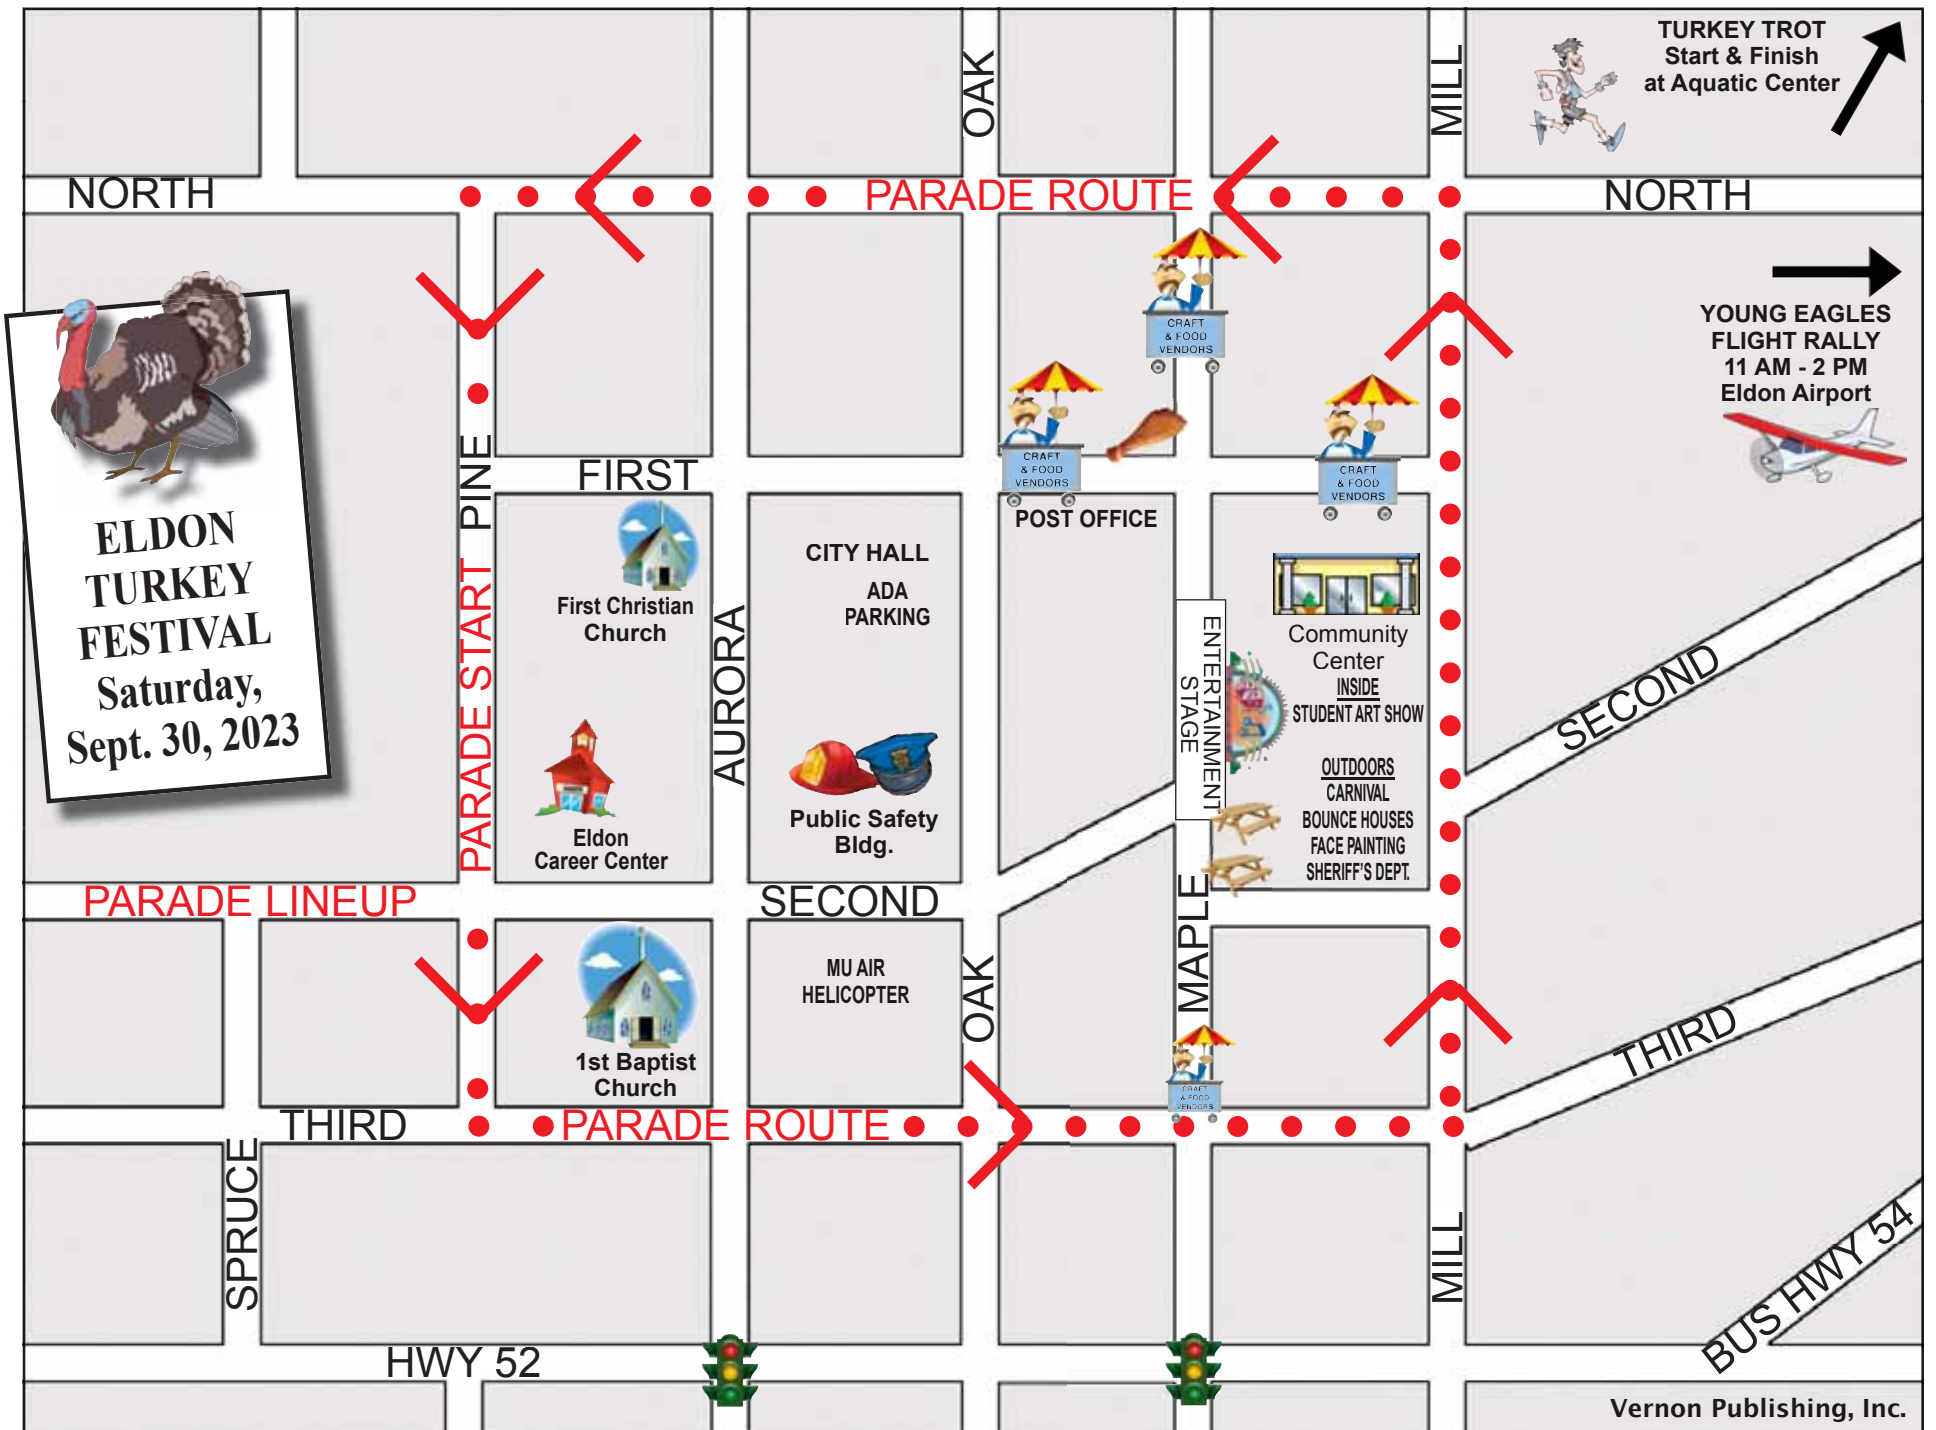 TURKEY TROT
Start & Finish
at Aquatic Center
OAK
MILL
NORTH
PARADE ROUTE
NORTH
YOUNG EAGLES
FLIGHT RALLY
11 AM - 2 PM
Eldon Airport
CRAFT
& FOOD
VENDORS
CRAFT
& FOOD
VENDORS
CRAFT
& FOOD
VENDORS
ELDON
TURKEY
FESTIVAL
Saturday,
Sept. 30, 2023
PINE
FIRST
PARADE START
First Christian
Church
AURORA
CITY HALL
ADA
PARKING
POST OFFICE
ENTERTAINMENT
STAGE
Community
Center
INSIDE
STUDENT ART SHOW
OUTDOORS
CARNIVAL
BOUNCE HOUSES
FACE PAINTING
SHERIFF'S DEPT.
SECOND
Eldon
Career Center
Public Safety
Bldg.
PARADE LINEUP
SECOND
MAPLE
1st Baptist
Church
MU AIR
HELICOPTER
OAK
CRAFT
& FOOD
VENDORS
THIRD
THIRD
PARADE ROUTE
SPRUCE
MILL
BUS HWY 54
HWY 52
Vernon Publishing, Inc.